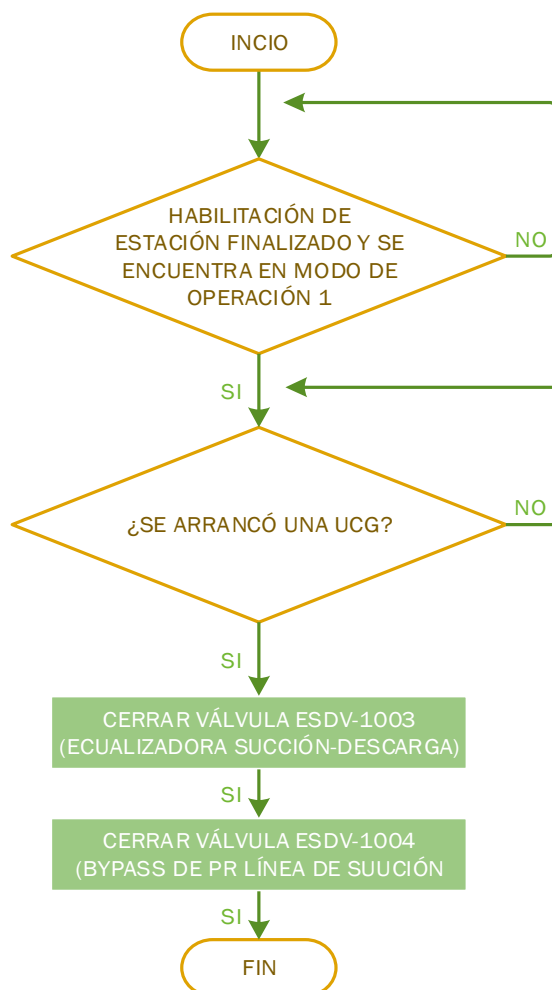 INCIO
HABILITACIÓN DE
ESTACIÓN FINALIZADO Y SE
ENCUENTRA EN MODO DE
OPERACIÓN 1
NO
SI
¿SE ARRANCÓ UNA UCG?
NO
SI
CERRAR VÁLVULA ESDV-1003
(ECUALIZADORA SUCCIÓN-DESCARGA)
SI
CERRAR VÁLVULA ESDV-1004
(BYPASS DE PR LÍNEA DE SUUCIÓN
SI
FIN